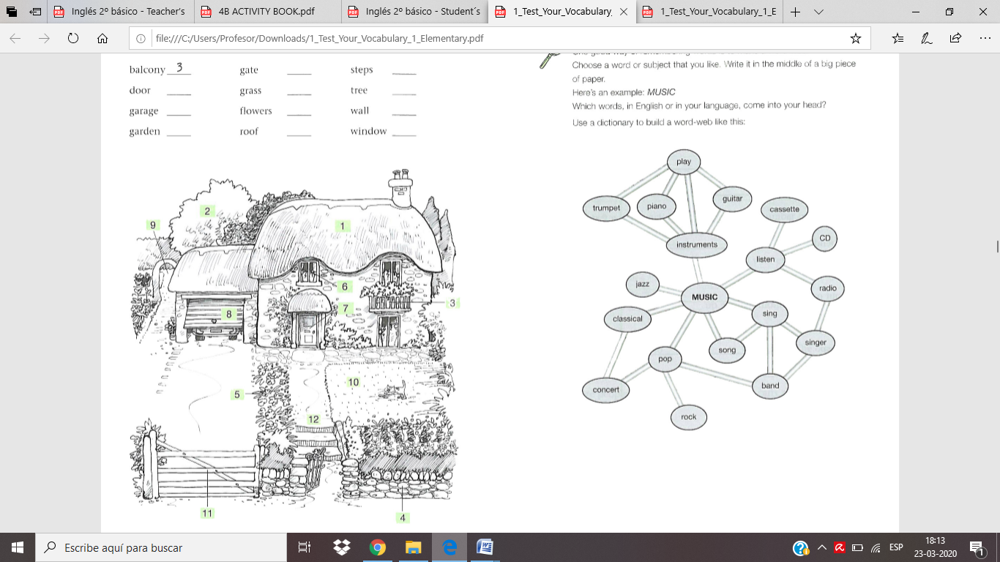 Inglés 2º básico - Teacher's
4B ACTIVITY BOOK.pdf
Inglés 2º básico - Student´s
1_Test_Your_Vocabulary_
1_Test_Your_Vocabulary_1_E
file:///C:/Users/Profesor/Downloads/1_Test_Your_Vocabulary_1_Elementary.pdf
balcony 3 gate ____ steps ____
door ____ grass ____ tree ____
garage ____ flowers ____ wall ____
garden ____ roof ____ window ____
Choose a word or subject that you like. Write it in the middle of a big piece
of paper.
Here's an example: MUSIC
Which words, in English or in your language, come into your head?
Use a dictionary to build a word-web like this:
2
9
1
6
3
7
8
10
5
12
11
4
play
guitar
piano
trumpet
cassette
instruments
CD
listen
jazz
radio
MUSIC
classical
sing
singer
song
pop
band
concert
rock
Escribe aquí para buscar
ESP
18:13
23-03-2020
1